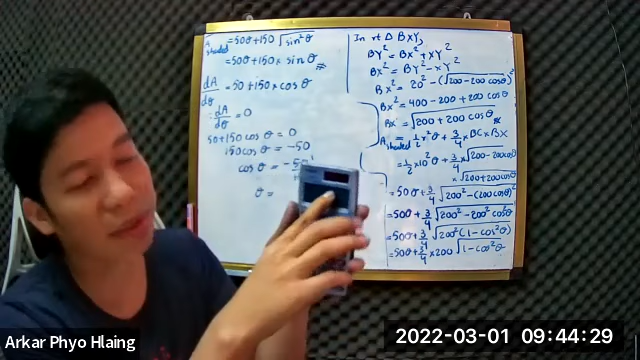 A shaded = 50θ + 150 √sin²θ
= 50θ + 150 × sin θ
dA/dθ = 50 + 150 × cos θ
dA/dθ = 0
50 + 150 cos θ = 0
150 cos θ = -50
cos θ = -50
θ =
In rt Δ BXY,
BY² = BX² + XY²
BX² = BY² - XY²
BX² = 20² - (√200-200 cos θ)²
BX² = 400 - 200 + 200 cos θ
BX = √200 + 200 cos θ
A shaded = ½ r²θ + ¾ × BC × BX
= ½ × 10² θ + ¾ × √200-200 cos θ
× √200+200 cos θ
= 50θ + ¾ √200² - (200 cos θ)²
= 50θ + ¾ √200² - 200² cos²θ
= 50θ + ¾ √200² (1 - cos²θ)
= 50θ + ¾ × 200 √1 - cos²θ
Arkar Phyo Hlaing
2022-03-01 09:44:29